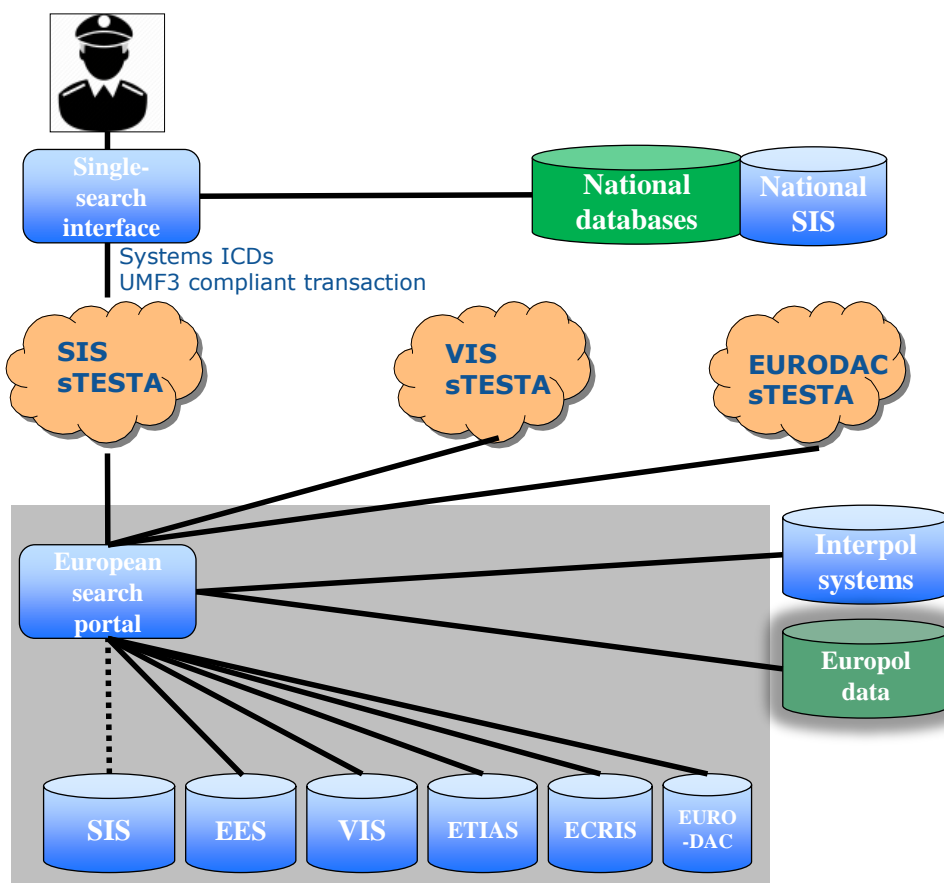 Single-
search
interface
National
databases
National
SIS
Systems ICDs
UMF3 compliant transaction
SIS
sTESTA
VIS
sTESTA
EURODAC
sTESTA
European
search
portal
Interpol
systems
Europol
data
SIS
EES
VIS
ETIAS
ECRIS
EURO
-DAC